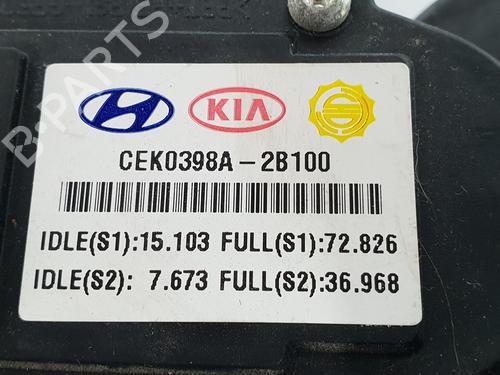 B-PARTS
KIA
CEK0398A-2B100
IDLE(S1):15.103 FULL(S1):72.826
IDLE(S2): 7.673 FULL(S2):36.968